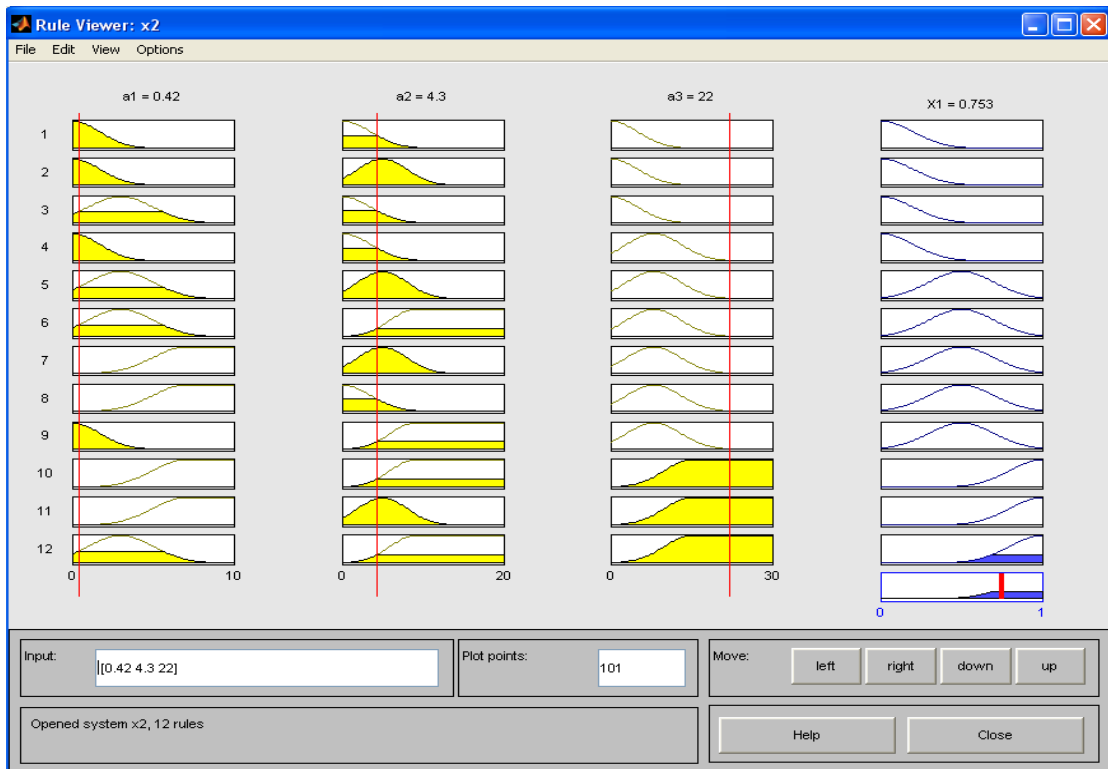 Rule Viewer: x2
File Edit View Options
a1 = 0.42 a2 = 4.3 a3 = 22 X1 = 0.753
1
2
3
4
5
6
7
8
9
10
11
12
0 10 0 20 0 30
0 1
Input: [0.42 4.3 22] Plot points: 101 Move: left right down up
Opened system x2, 12 rules
Help Close